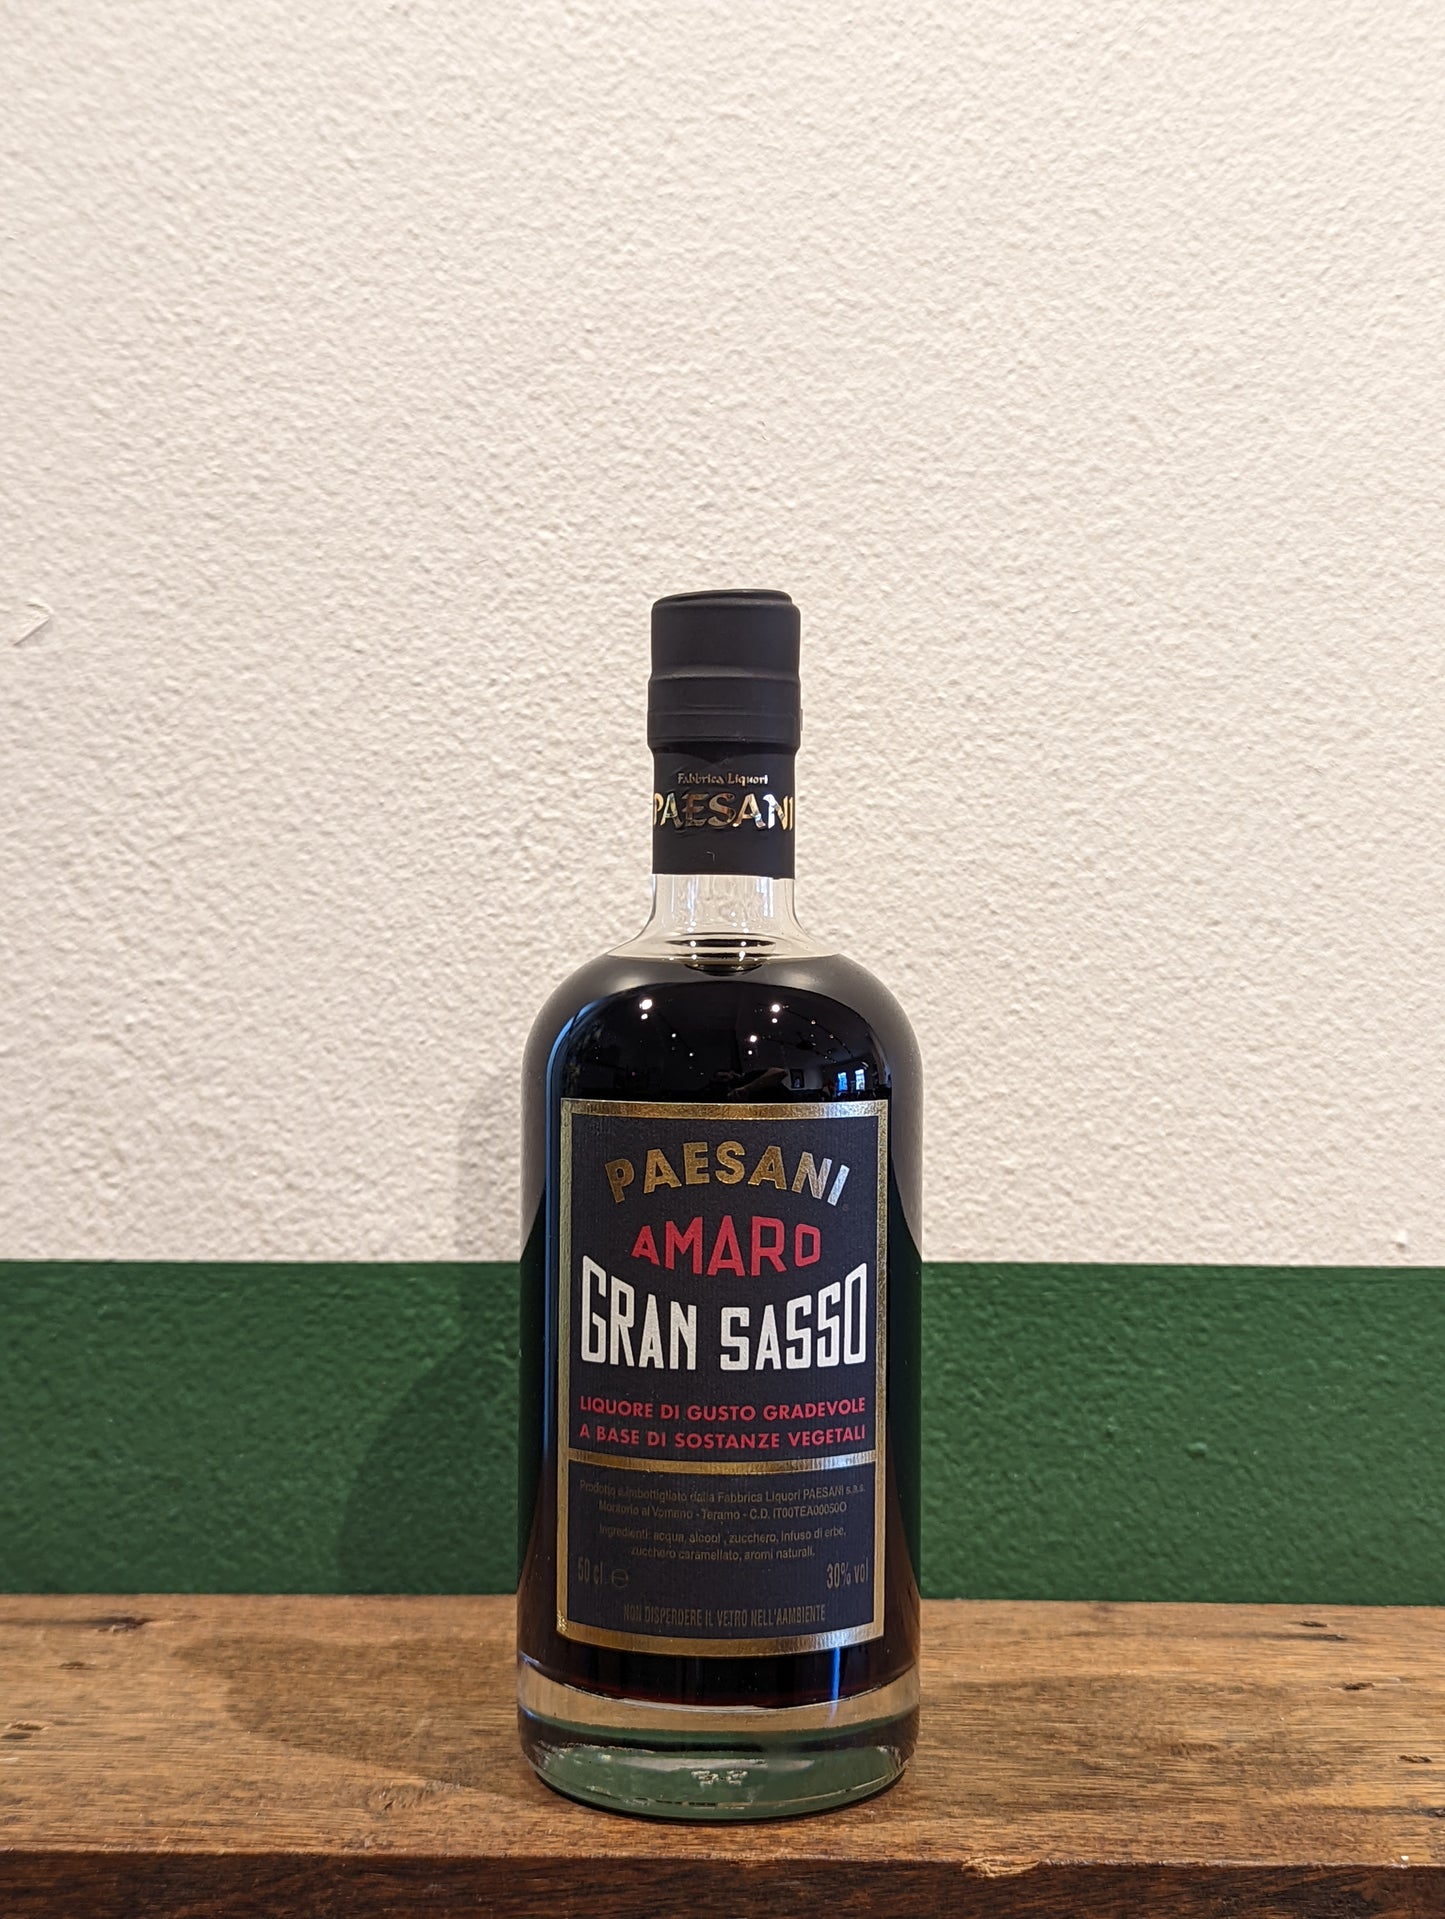 Fabbrica Liquori
PAESANI
PAESANI
AMARO
GRAN SASSO
LIQUORE DI GUSTO GRADEVOLE
A BASE DI SOSTANZE VEGETALI
Prodotto e imbottigliato dalla Fabbrica Liquori PAESANI s.a.s.
Montorio al Vomano - Teramo - C.D. IT00TEA00050O
Ingredienti: acqua, alcool , zucchero, infuso di erbe,
zucchero caramellato, aromi naturali.
50 cl. e 30% vol
NON DISPERDERE IL VETRO NELL'AAMBIENTE